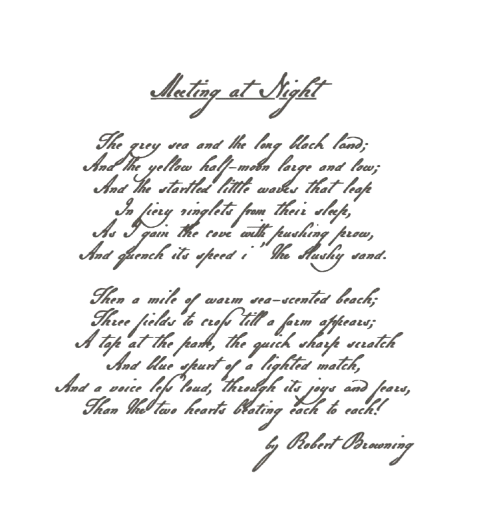 Meeting at Night
The grey sea and the long black land;
And the yellow half-moon large and low;
And the startled little waves that leap
In fiery ringlets from their sleep,
As I gain the cove with pushing prow,
And quench its speed i' the slushy sand.
Then a mile of warm sea-scented beach;
Three fields to cross till a farm appears;
A tap at the pane, the quick sharp scratch
And blue spurt of a lighted match,
And a voice less loud, through its joys and fears,
Than the two hearts beating each to each!
by Robert Browning